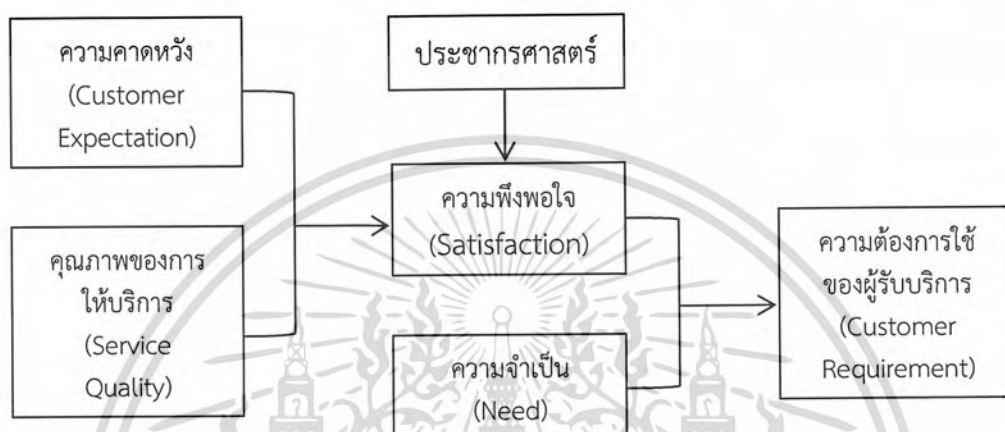 ความคาดหวัง
(Customer
Expectation)
ประชากรศาสตร์
ความพึงพอใจ
(Satisfaction)
คุณภาพของการ
ให้บริการ
(Service
Quality)
ความจำเป็น
(Need)
ความต้องการใช้
ของผู้รับบริการ
(Customer
Requirement)